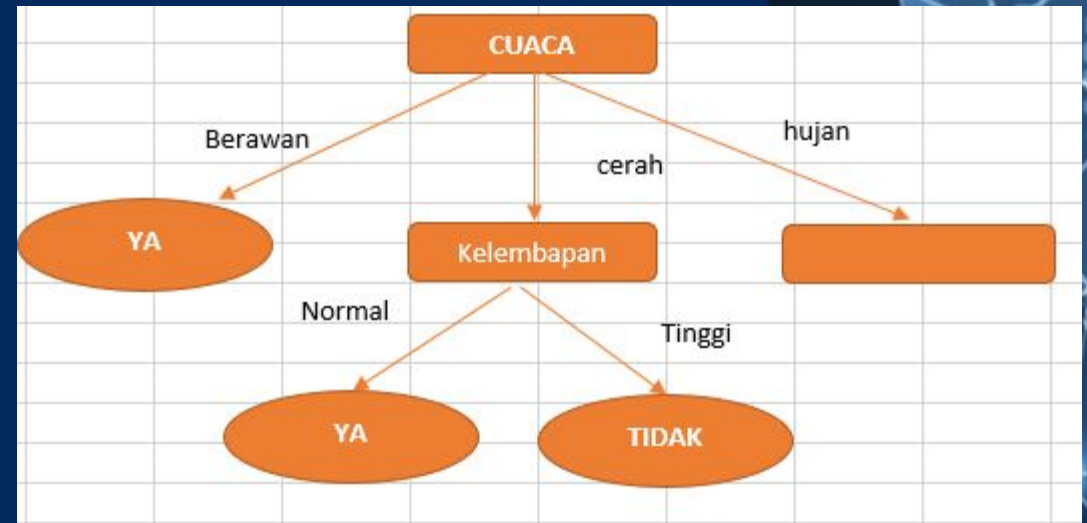 CUACA
Berawan
hujan
cerah
YA
Kelembapan
Normal
Tinggi
YA
TIDAK